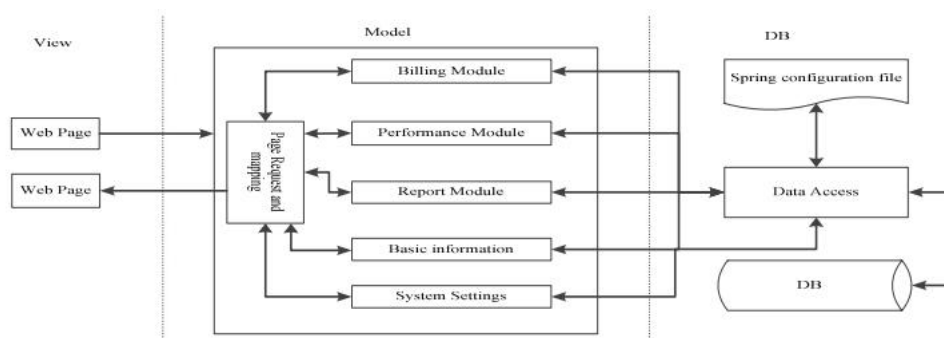 View
Model
DB
Billing Module
Spring configuration file
Web Page
Page Request and
mapping
Performance Module
Web Page
Report Module
Data Access
Basic information
System Settings
DB